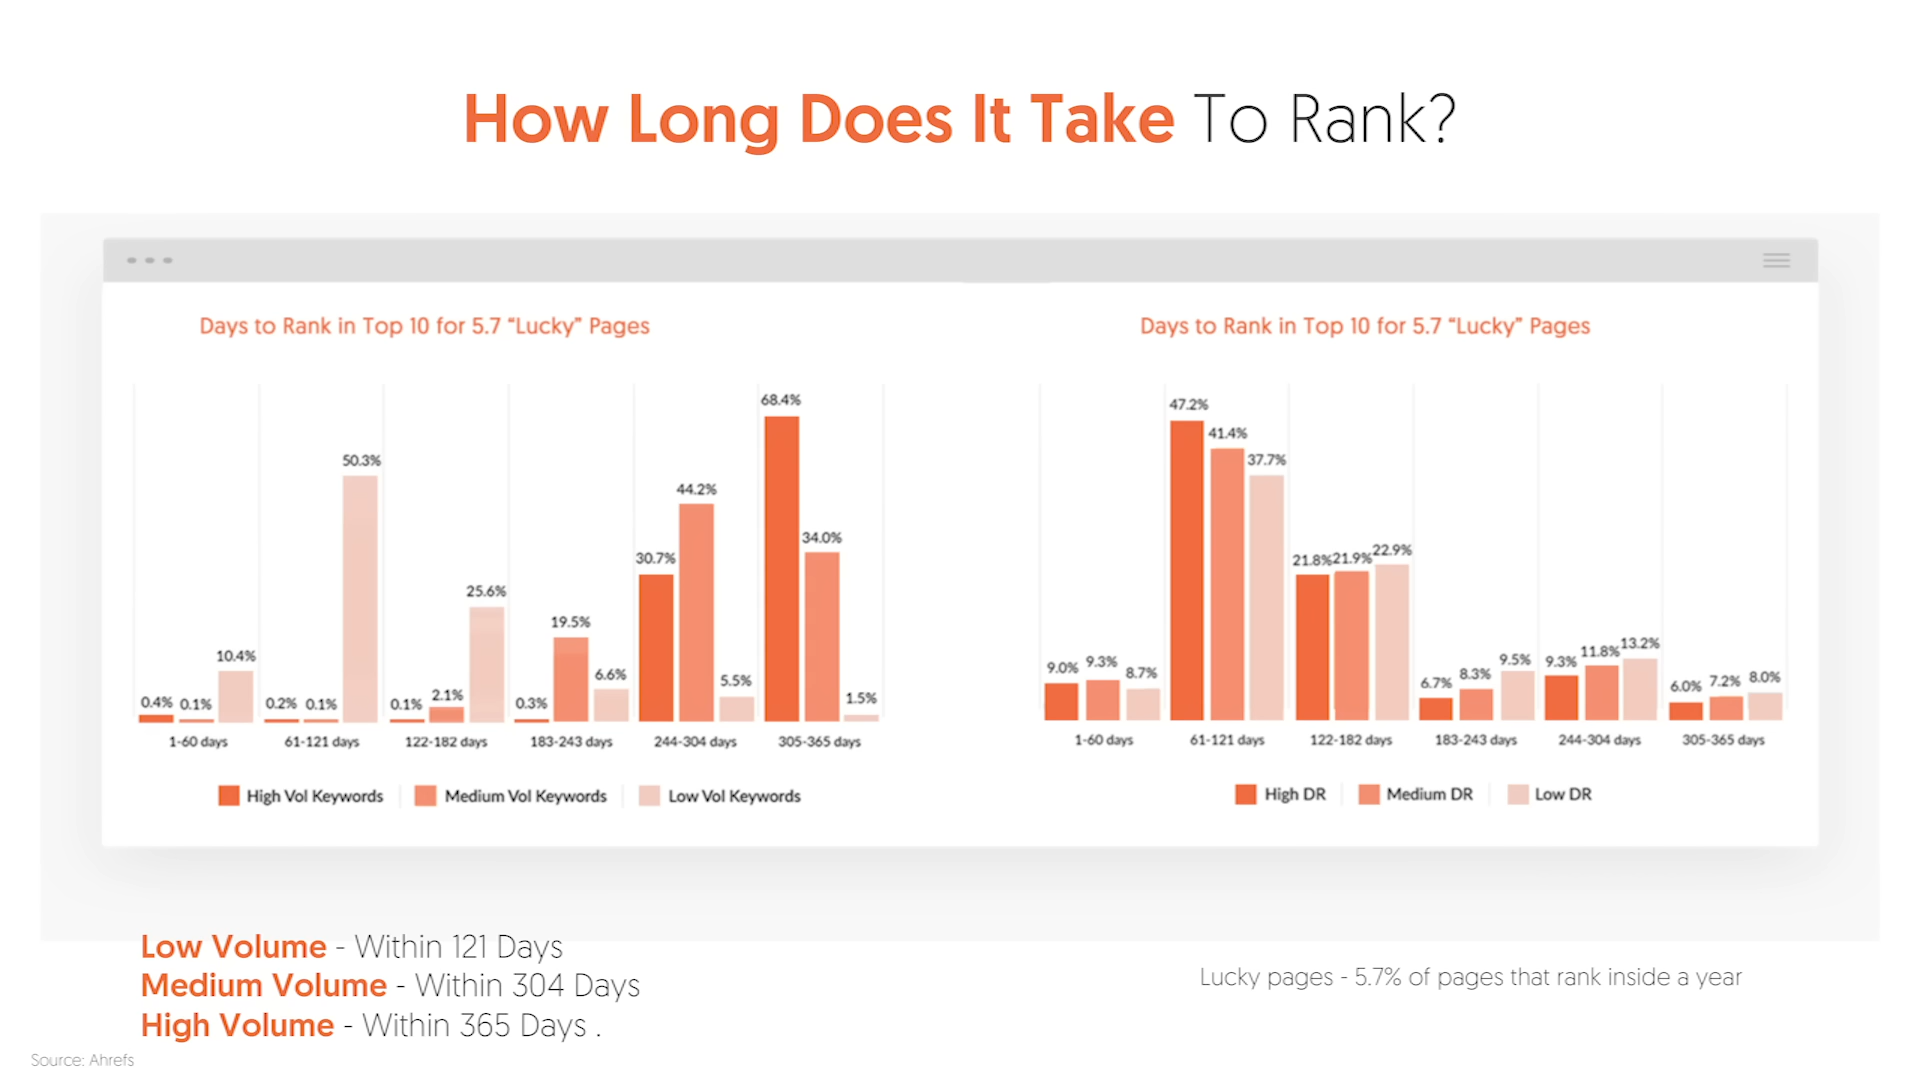 How Long Does It Take To Rank?
Days to Rank in Top 10 for 5.7 “Lucky” Pages
68.4%
50.3%
44.2%
34.0%
30.7%
25.6%
19.5%
10.4%
6.6%
5.5%
0.4% 0.1%
0.2% 0.1%
0.1% 2.1%
0.3%
1.5%
1-60 days 61-121 days 122-182 days 183-243 days 244-304 days 305-365 days
High Vol Keywords Medium Vol Keywords Low Vol Keywords
Days to Rank in Top 10 for 5.7 “Lucky” Pages
47.2%
41.4%
37.7%
21.8% 21.9% 22.9%
9.0% 9.3% 8.7%
6.7% 8.3% 9.5%
9.3% 11.8% 13.2%
6.0% 7.2% 8.0%
1-60 days 61-121 days 122-182 days 183-243 days 244-304 days 305-365 days
High DR Medium DR Low DR
Low Volume - Within 121 Days
Medium Volume - Within 304 Days
High Volume - Within 365 Days .
Lucky pages - 5.7% of pages that rank inside a year
Source: Ahrefs